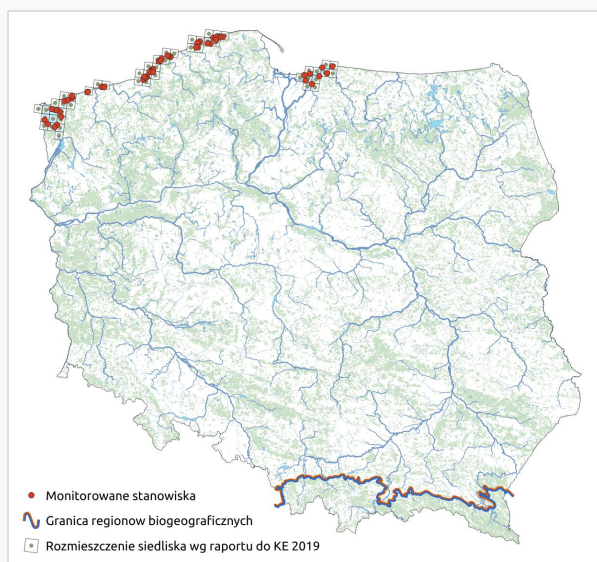 Monitorowane stanowiska
Granica regionow biogeograficznych
Rozmieszczenie siedliska wg raportu do KE 2019